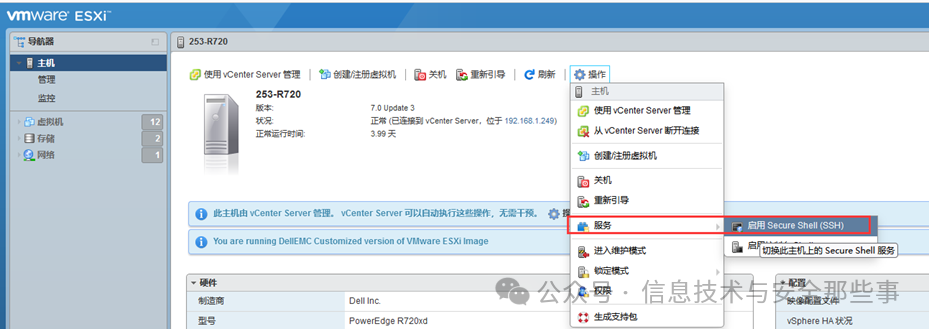 vmware ESXi
导航器
253-R720
主机
管理
监控
虚拟机 12
存储 2
网络 1
使用 vCenter Server 管理 创建/注册虚拟机 关机 重新引导 刷新 操作
253-R720
版本: 7.0 Update 3
状况: 正常 (已连接到 vCenter Server，位于 192.168.1.249)
正常运行时间: 3.99 天
主机
使用 vCenter Server 管理
从 vCenter Server 断开连接
创建/注册虚拟机
关机
重新引导
服务
启用 Secure Shell (SSH)
切换此主机上的 Secure Shell 服务
进入维护模式
锁定模式
权限
生成支持包
此主机由 vCenter Server 管理。 vCenter Server 可以自动执行这些操作，无需干预。
You are running DellEMC Customized version of VMware ESXi Image
硬件
制造商 Dell Inc.
型号 PowerEdge R720xd
配置
映像配置文件
vSphere HA 状况
公众号 · 信息技术与安全那些事